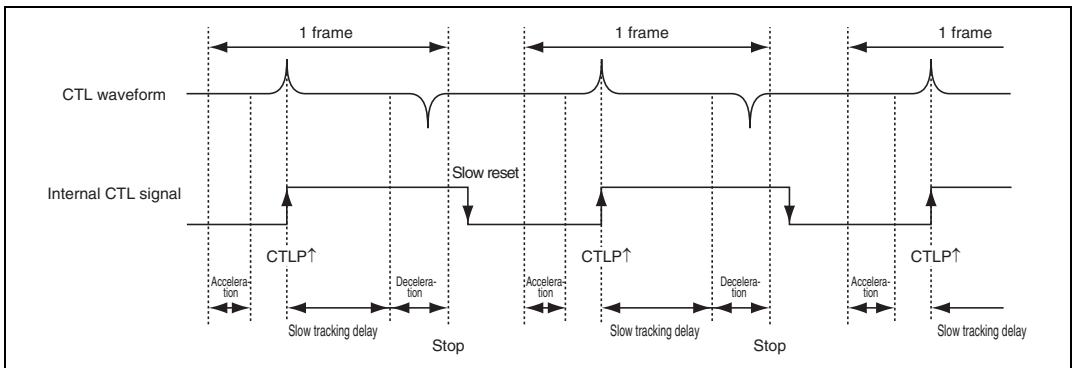 1 frame 1 frame 1 frame
CTL waveform
Slow reset
Internal CTL signal
CTLP↑ CTLP↑ CTLP↑
Accelera-
tion
Decelera-
tion
Accelera-
tion
Decelera-
tion
Accelera-
tion
Slow tracking delay Slow tracking delay Slow tracking delay
Stop Stop